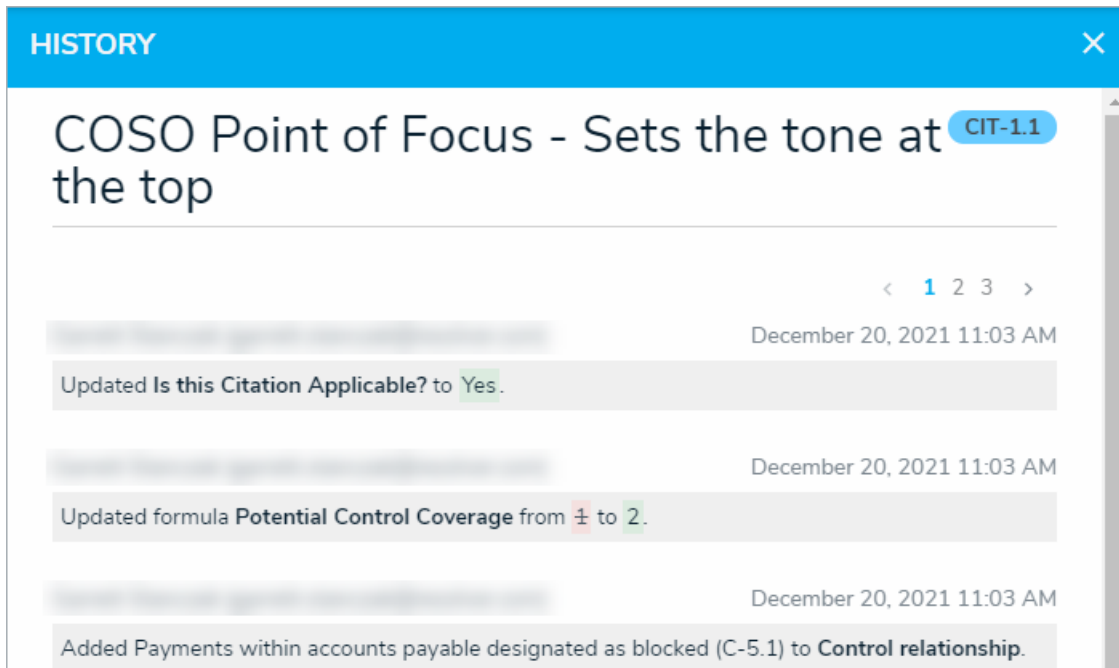 HISTORY
COSO Point of Focus - Sets the tone at CIT-1.1
the top
1 2 3
December 20, 2021 11:03 AM
Updated Is this Citation Applicable? to Yes.
December 20, 2021 11:03 AM
Updated formula Potential Control Coverage from 1 to 2.
December 20, 2021 11:03 AM
Added Payments within accounts payable designated as blocked (C-5.1) to Control relationship.